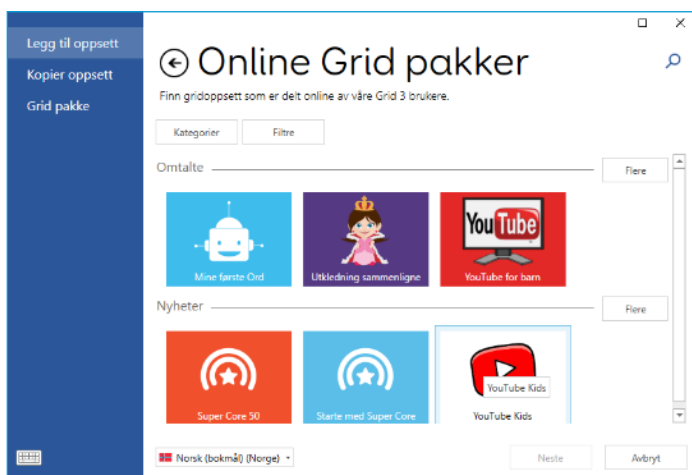 Legg til oppsett
Kopier oppsett
Grid pakke
Online Grid pakker
Finn gridoppsett som er delt online av våre Grid 3 brukere.
Kategorier
Filtre
Omtalte
Flere
Mine første Ord
Utkledning sammenligne
YouTube
YouTube for barn
Nyheter
Flere
Super Core 50
Starte med Super Core
YouTube Kids
YouTube Kids
Norsk (bokmål) (Norge)
Neste
Avbryt